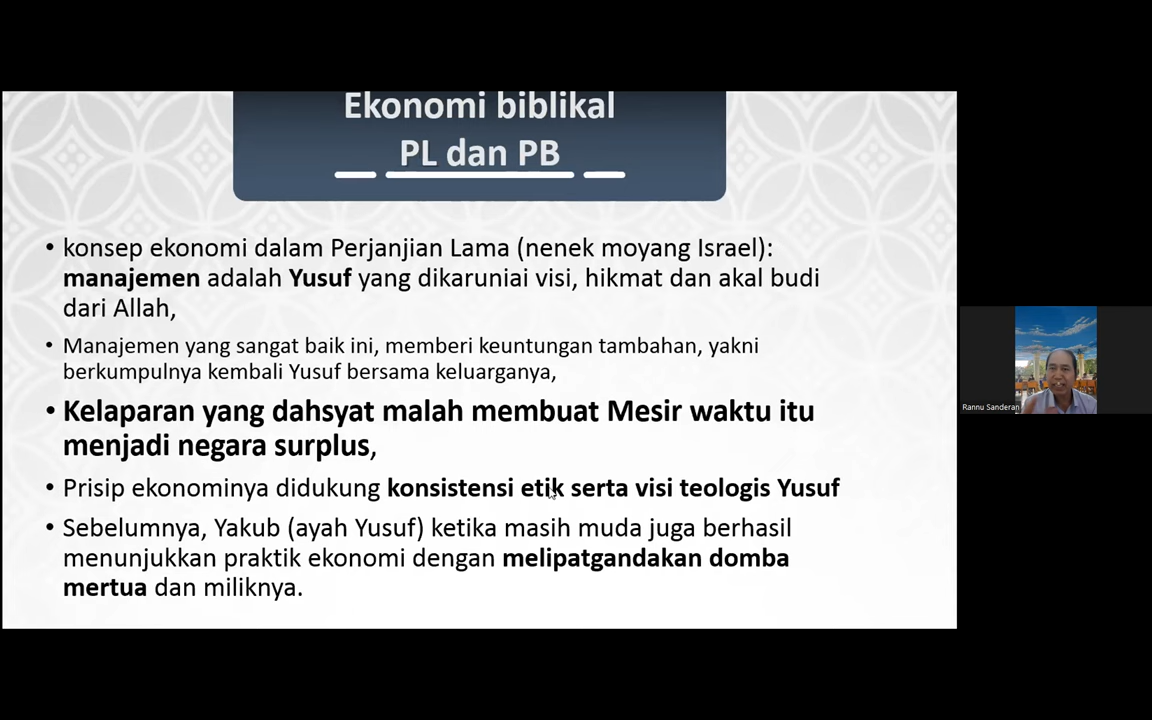 Ekonomi biblikal
PL dan PB
• konsep ekonomi dalam Perjanjian Lama (nenek moyang Israel):
manajemen adalah Yusuf yang dikaruniai visi, hikmat dan akal budi
dari Allah,
• Manajemen yang sangat baik ini, memberi keuntungan tambahan, yakni
berkumpulnya kembali Yusuf bersama keluarganya,
• Kelaparan yang dahsyat malah membuat Mesir waktu itu
menjadi negara surplus,
• Prisip ekonominya didukung konsistensi etik serta visi teologis Yusuf
• Sebelumnya, Yakub (ayah Yusuf) ketika masih muda juga berhasil
menunjukkan praktik ekonomi dengan melipatgandakan domba
mertua dan miliknya.
Rannu Sanderan